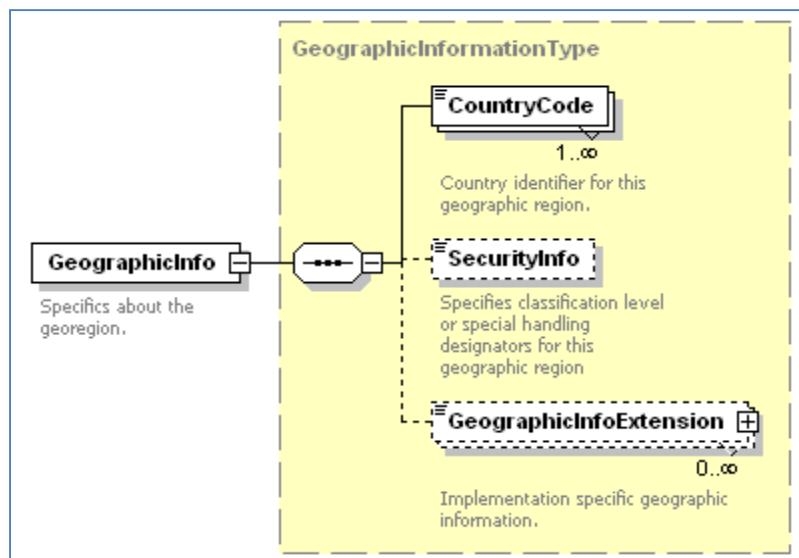 GeographicInformationType
CountryCode
1..∞
Country identifier for this
geographic region.
GeographicInfo
Specifics about the
georegion.
SecurityInfo
Specifies classification level
or special handling
designators for this
geographic region
GeographicInfoExtension
0..∞
Implementation specific geographic
information.